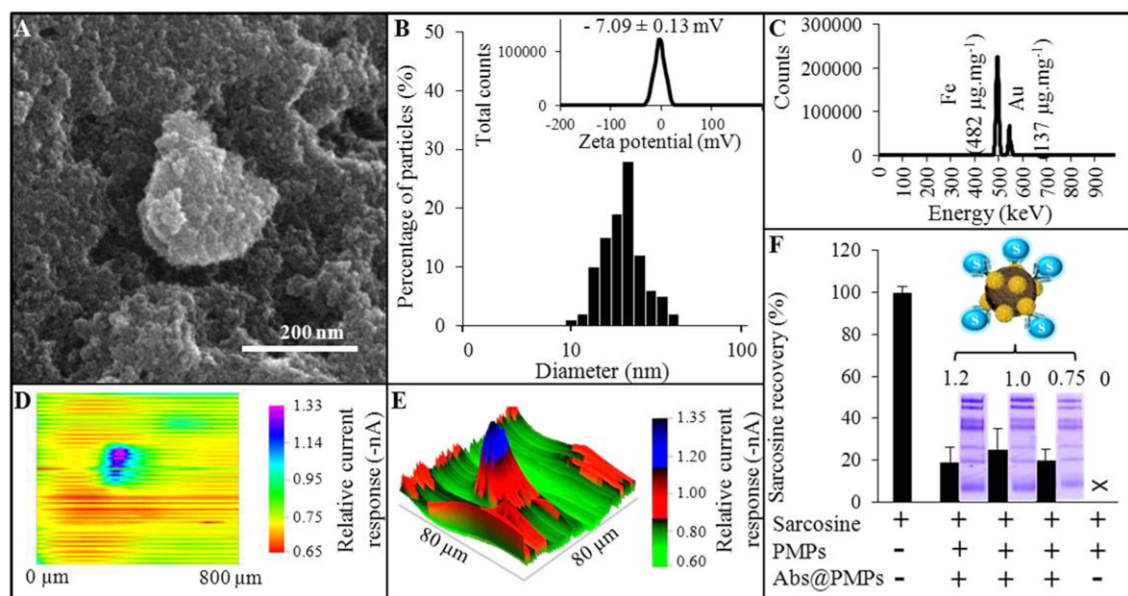 A
200 nm
B
- 7.09 ± 0.13 mV
50
40
30
20
10
0
Percentage of particles (%)
Total counts
100000
0
-200
-100
0
100
Zeta potential (mV)
10
100
Diameter (nm)
C
Counts
300000
200000
100000
0
Fe
(482 µg.mg⁻¹)
Au
(137 µg.mg⁻¹)
0 100 200 300 400 500 600 700 800 900
Energy (keV)
D
1.33
1.14
0.95
0.84
0.65
Relative current
response (-nA)
0 µm
800 µm
E
80 µm
80 µm
1.35
1.20
1.00
0.80
0.60
Relative current
response (-nA)
F
120
100
80
60
40
20
0
Sarcosine recovery (%)
S
S
S
S
S
1.2 1.0 0.75 0
x
Sarcosine + + + + +
PMPs - + + + +
Abs@PMPs - + + + -